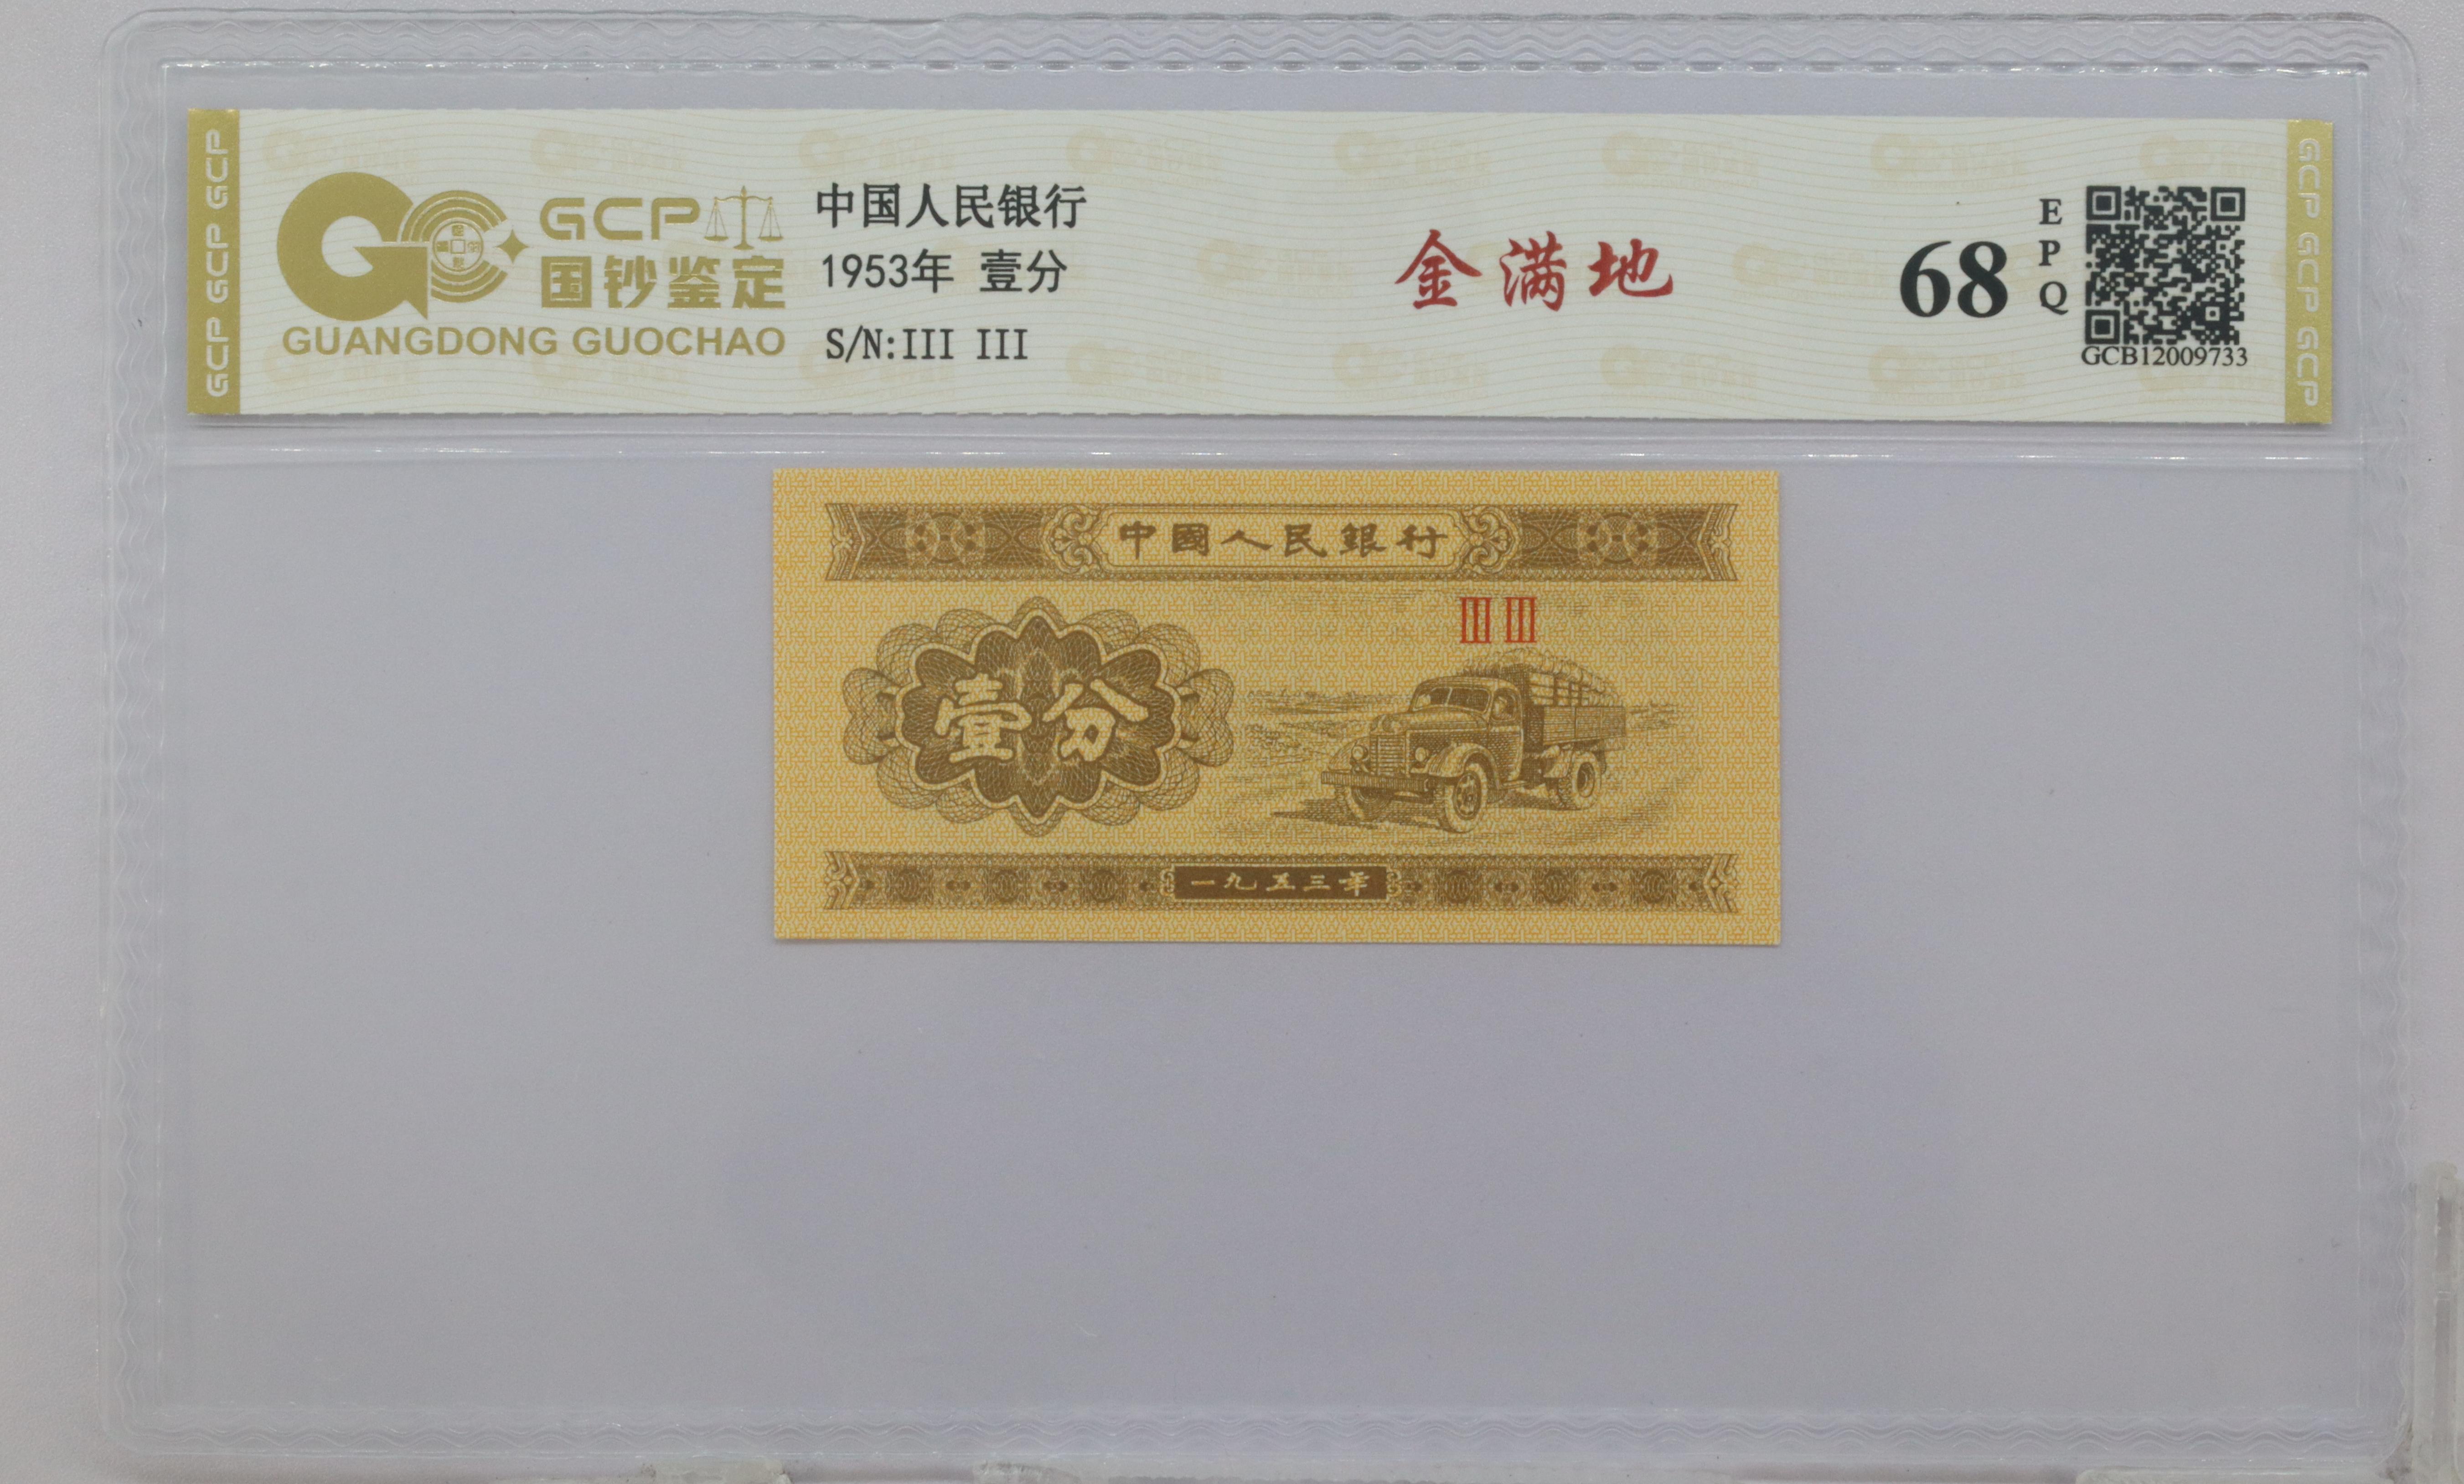 GCP GCP GCP
GCP
国钞鉴定
GUANGDONG GUOCHAO
中国人民银行
1953年 壹分
S/N:III III
金满地
68
EPQ
GCB12009733
GCP GCP GCP
中國人民銀行
III III
壹分
一九五三年